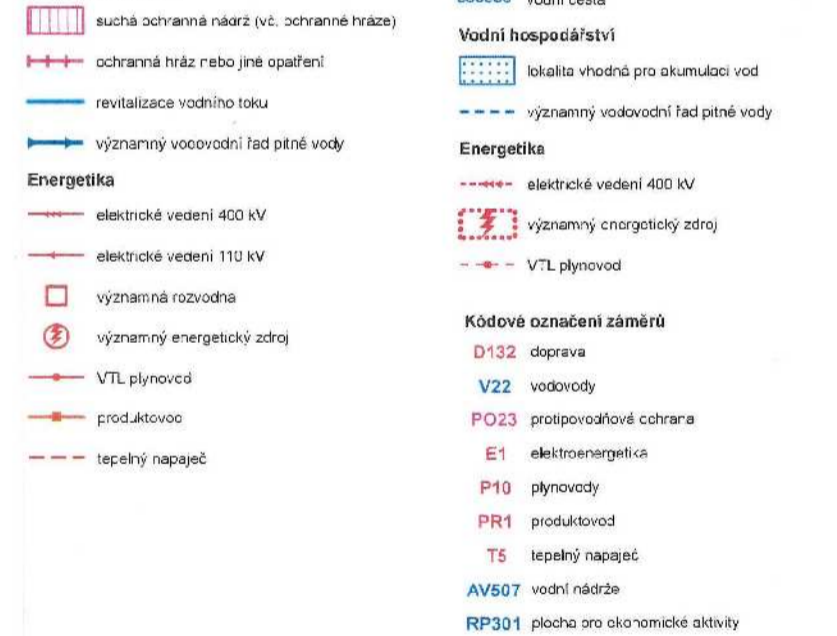 suchá ochranná nádrž (vč. ochranné hráze)
ochranná hráz nebo jiné opatření
revitalizace vodního toku
významný vodovodní řad pitné vody
Energetika
elektrické vedení 400 kV
elektrické vedení 110 kV
významná rozvodna
významný energetický zdroj
VTL plynovod
produktovod
tepelný napaječ
vodní cesta
Vodní hospodářství
lokalita vhodná pro akumulaci vod
významný vodovodní řad pitné vody
Energetika
elektrické vedení 400 kV
významný energetický zdroj
VTL plynovod
Kódové označení záměrů
D132 doprava
V22 vodovody
PO23 protipovodňová ochrana
E1 elektroenergetika
P10 plynovody
PR1 produktovod
T5 tepelný napaječ
AV507 vodní nádrže
RP301 plocha pro ekonomické aktivity